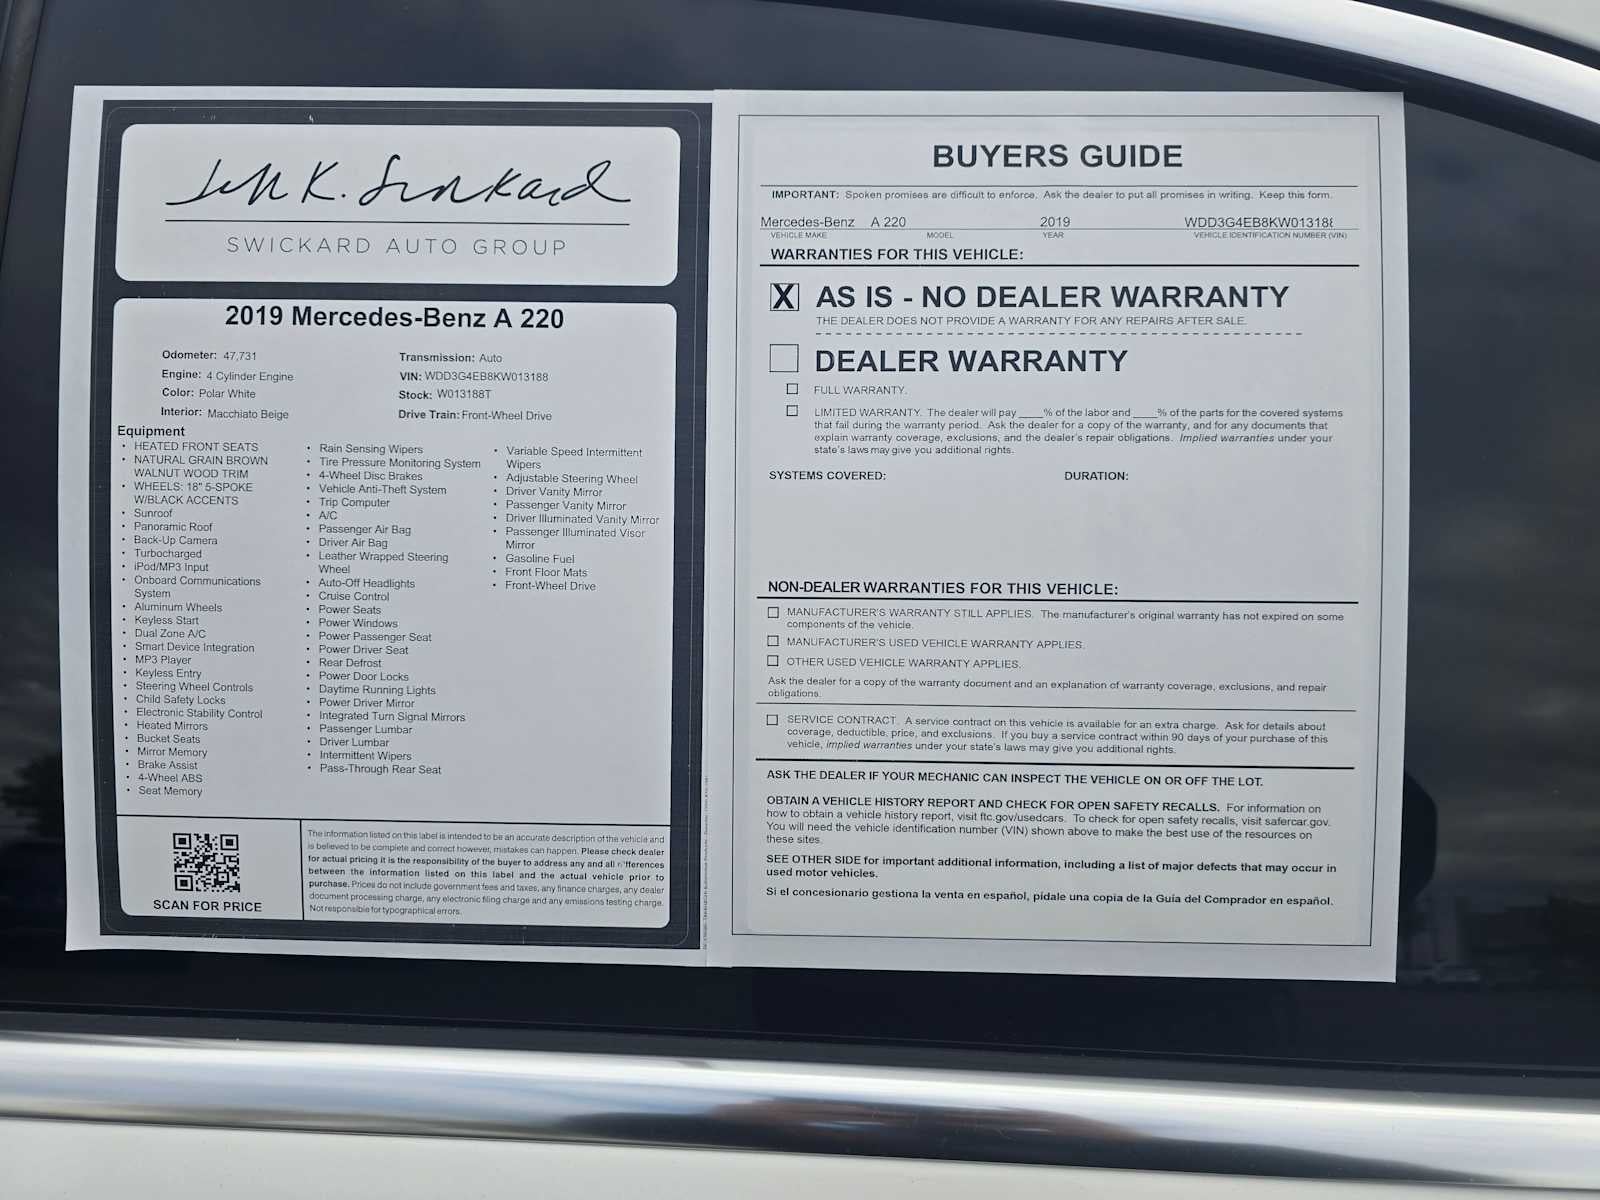 Jeff K. Swickard
SWICKARD AUTO GROUP
2019 Mercedes-Benz A 220
Odometer: 47,731
Engine: 4 Cylinder Engine
Color: Polar White
Interior: Macchiato Beige
Transmission: Auto
VIN: WDD3G4EB8KW013188
Stock: W013188T
Drive Train: Front-Wheel Drive
Equipment
• HEATED FRONT SEATS
• NATURAL GRAIN BROWN
WALNUT WOOD TRIM
• WHEELS: 18" 5-SPOKE
W/BLACK ACCENTS
• Sunroof
• Panoramic Roof
• Back-Up Camera
• Turbocharged
• iPod/MP3 Input
• Onboard Communications
System
• Aluminum Wheels
• Keyless Start
• Dual Zone A/C
• Smart Device Integration
• MP3 Player
• Keyless Entry
• Steering Wheel Controls
• Child Safety Locks
• Electronic Stability Control
• Heated Mirrors
• Bucket Seats
• Mirror Memory
• Brake Assist
• 4-Wheel ABS
• Seat Memory
• Rain Sensing Wipers
• Tire Pressure Monitoring System
• 4-Wheel Disc Brakes
• Vehicle Anti-Theft System
• Trip Computer
• A/C
• Passenger Air Bag
• Driver Air Bag
• Leather Wrapped Steering
Wheel
• Auto-Off Headlights
• Cruise Control
• Power Seats
• Power Windows
• Power Passenger Seat
• Power Driver Seat
• Rear Defrost
• Power Door Locks
• Daytime Running Lights
• Power Driver Mirror
• Integrated Turn Signal Mirrors
• Passenger Lumbar
• Driver Lumbar
• Intermittent Wipers
• Pass-Through Rear Seat
• Variable Speed Intermittent
Wipers
• Adjustable Steering Wheel
• Driver Vanity Mirror
• Passenger Vanity Mirror
• Driver Illuminated Vanity Mirror
• Passenger Illuminated Visor
Mirror
• Gasoline Fuel
• Front Floor Mats
• Front-Wheel Drive
SCAN FOR PRICE
The information listed on this label is intended to be an accurate description of the vehicle and
is believed to be complete and correct however, mistakes can happen. Please check dealer
for actual pricing it is the responsibility of the buyer to address any and all differences
between the information listed on this label and the actual vehicle prior to
purchase. Prices do not include government fees and taxes, any finance charges, any dealer
document processing charge, any electronic filing charge and any emissions testing charge.
Not responsible for typographical errors.
BUYERS GUIDE
IMPORTANT: Spoken promises are difficult to enforce. Ask the dealer to put all promises in writing. Keep this form.
Mercedes-Benz A 220 2019 WDD3G4EB8KW013188
VEHICLE MAKE MODEL YEAR VEHICLE IDENTIFICATION NUMBER (VIN)
WARRANTIES FOR THIS VEHICLE:
X AS IS - NO DEALER WARRANTY
THE DEALER DOES NOT PROVIDE A WARRANTY FOR ANY REPAIRS AFTER SALE.
DEALER WARRANTY
FULL WARRANTY.
LIMITED WARRANTY. The dealer will pay ____% of the labor and ____% of the parts for the covered systems
that fail during the warranty period. Ask the dealer for a copy of the warranty, and for any documents that
explain warranty coverage, exclusions, and the dealer's repair obligations. Implied warranties under your
state's laws may give you additional rights.
SYSTEMS COVERED: DURATION:
NON-DEALER WARRANTIES FOR THIS VEHICLE:
MANUFACTURER'S WARRANTY STILL APPLIES. The manufacturer's original warranty has not expired on some
components of the vehicle.
MANUFACTURER'S USED VEHICLE WARRANTY APPLIES.
OTHER USED VEHICLE WARRANTY APPLIES.
Ask the dealer for a copy of the warranty document and an explanation of warranty coverage, exclusions, and repair
obligations.
SERVICE CONTRACT. A service contract on this vehicle is available for an extra charge. Ask for details about
coverage, deductible, price, and exclusions. If you buy a service contract within 90 days of your purchase of this
vehicle, implied warranties under your state's laws may give you additional rights.
ASK THE DEALER IF YOUR MECHANIC CAN INSPECT THE VEHICLE ON OR OFF THE LOT.
OBTAIN A VEHICLE HISTORY REPORT AND CHECK FOR OPEN SAFETY RECALLS. For information on
how to obtain a vehicle history report, visit ftc.gov/usedcars. To check for open safety recalls, visit safercar.gov.
You will need the vehicle identification number (VIN) shown above to make the best use of the resources on
these sites.
SEE OTHER SIDE for important additional information, including a list of major defects that may occur in
used motor vehicles.
Si el concesionario gestiona la venta en español, pídale una copia de la Guía del Comprador en español.